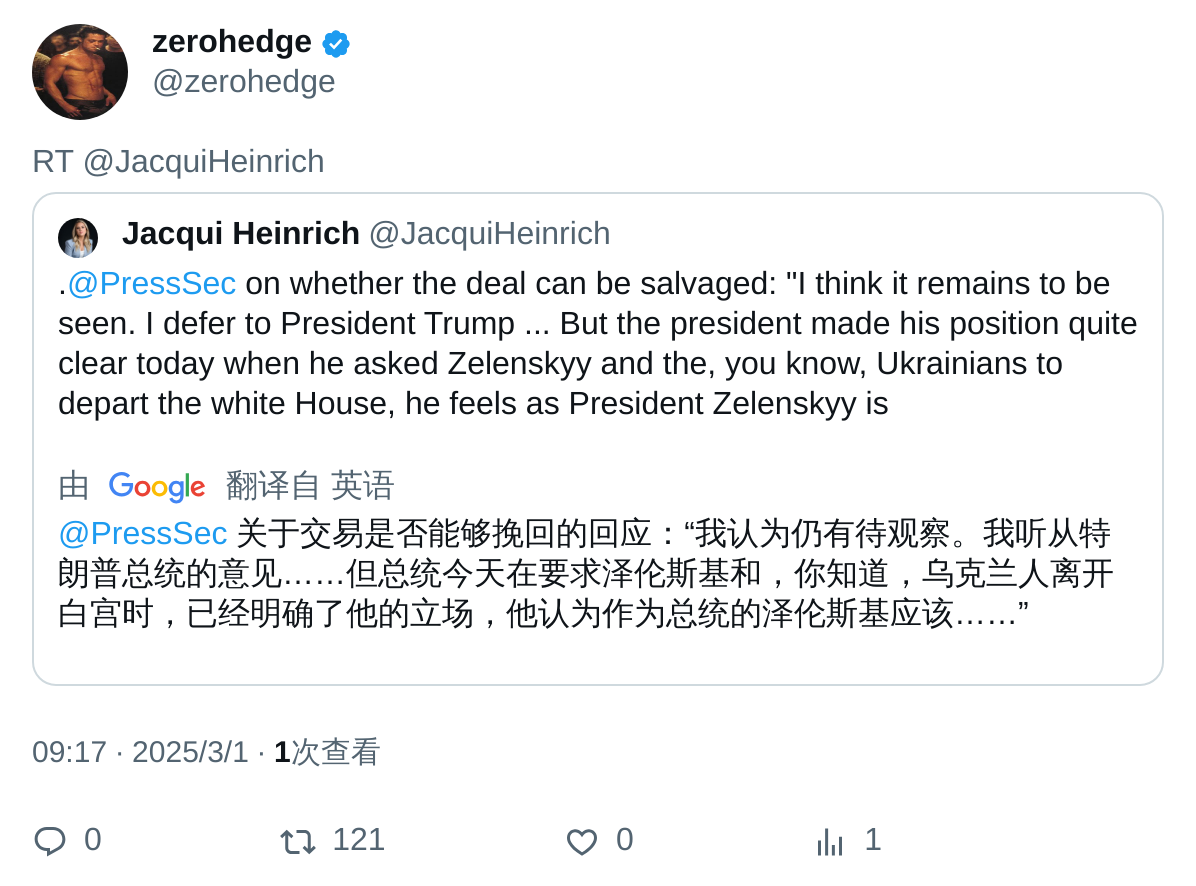 zerohedge
@zerohedge
RT @JacquiHeinrich
Jacqui Heinrich @JacquiHeinrich
.@PressSec on whether the deal can be salvaged: "I think it remains to be
seen. I defer to President Trump ... But the president made his position quite
clear today when he asked Zelenskyy and the, you know, Ukrainians to
depart the white House, he feels as President Zelenskyy is
由 Google 翻译自 英语
@PressSec 关于交易是否能够挽回的回应：“我认为仍有待观察。我听从特
朗普总统的意见……但总统今天在要求泽伦斯基和，你知道，乌克兰人离开
白宫时，已经明确了他的立场，他认为作为总统的泽伦斯基应该……”
09:17 · 2025/3/1 · 1次查看
0 121 0 1